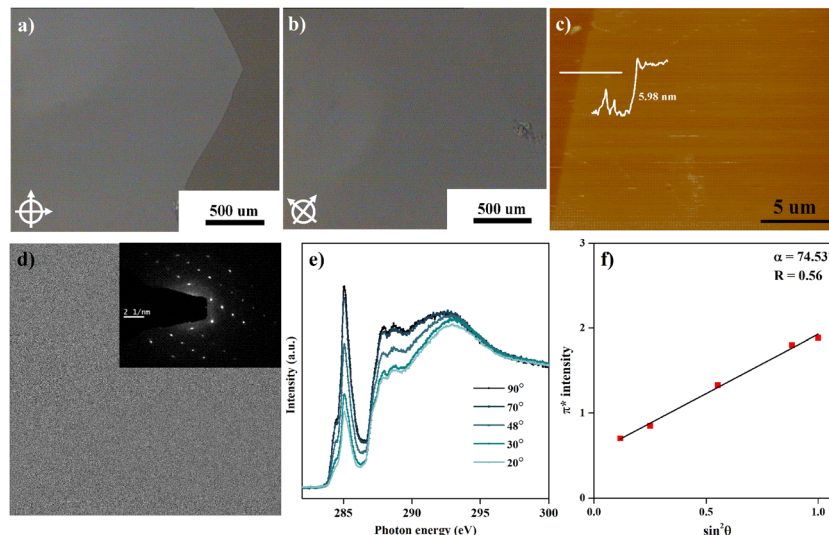 a)
500 um
b)
500 um
c)
5.98 nm
5 um
d)
2 1/nm
e)
Intensity (a.u.)
90°
70°
48°
30°
20°
285
290
295
300
Photon energy (eV)
f)
α = 74.53°
R = 0.56
π* intensity
3
2
1
0
0.0
0.5
1.0
sin²θ